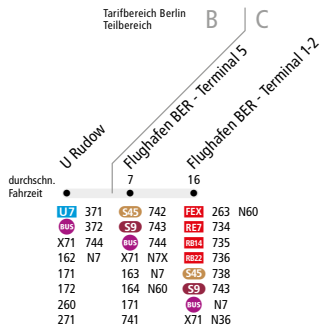 Tarifbereich Berlin
Teilbereich
B C
U Rudow
Flughafen BER - Terminal 5
Flughafen BER - Terminal 1-2
durchschn.
Fahrzeit
7 16
U7 371 S45 742 FEX 263 N60
BUS 372 S9 743 RE7 734
X71 744 BUS 744 RB14 735
162 N7 X71 N7X RB22 736
171 163 N7 S45 738
172 164 N60 S9 743
260 171 BUS N7
271 741 X71 N36